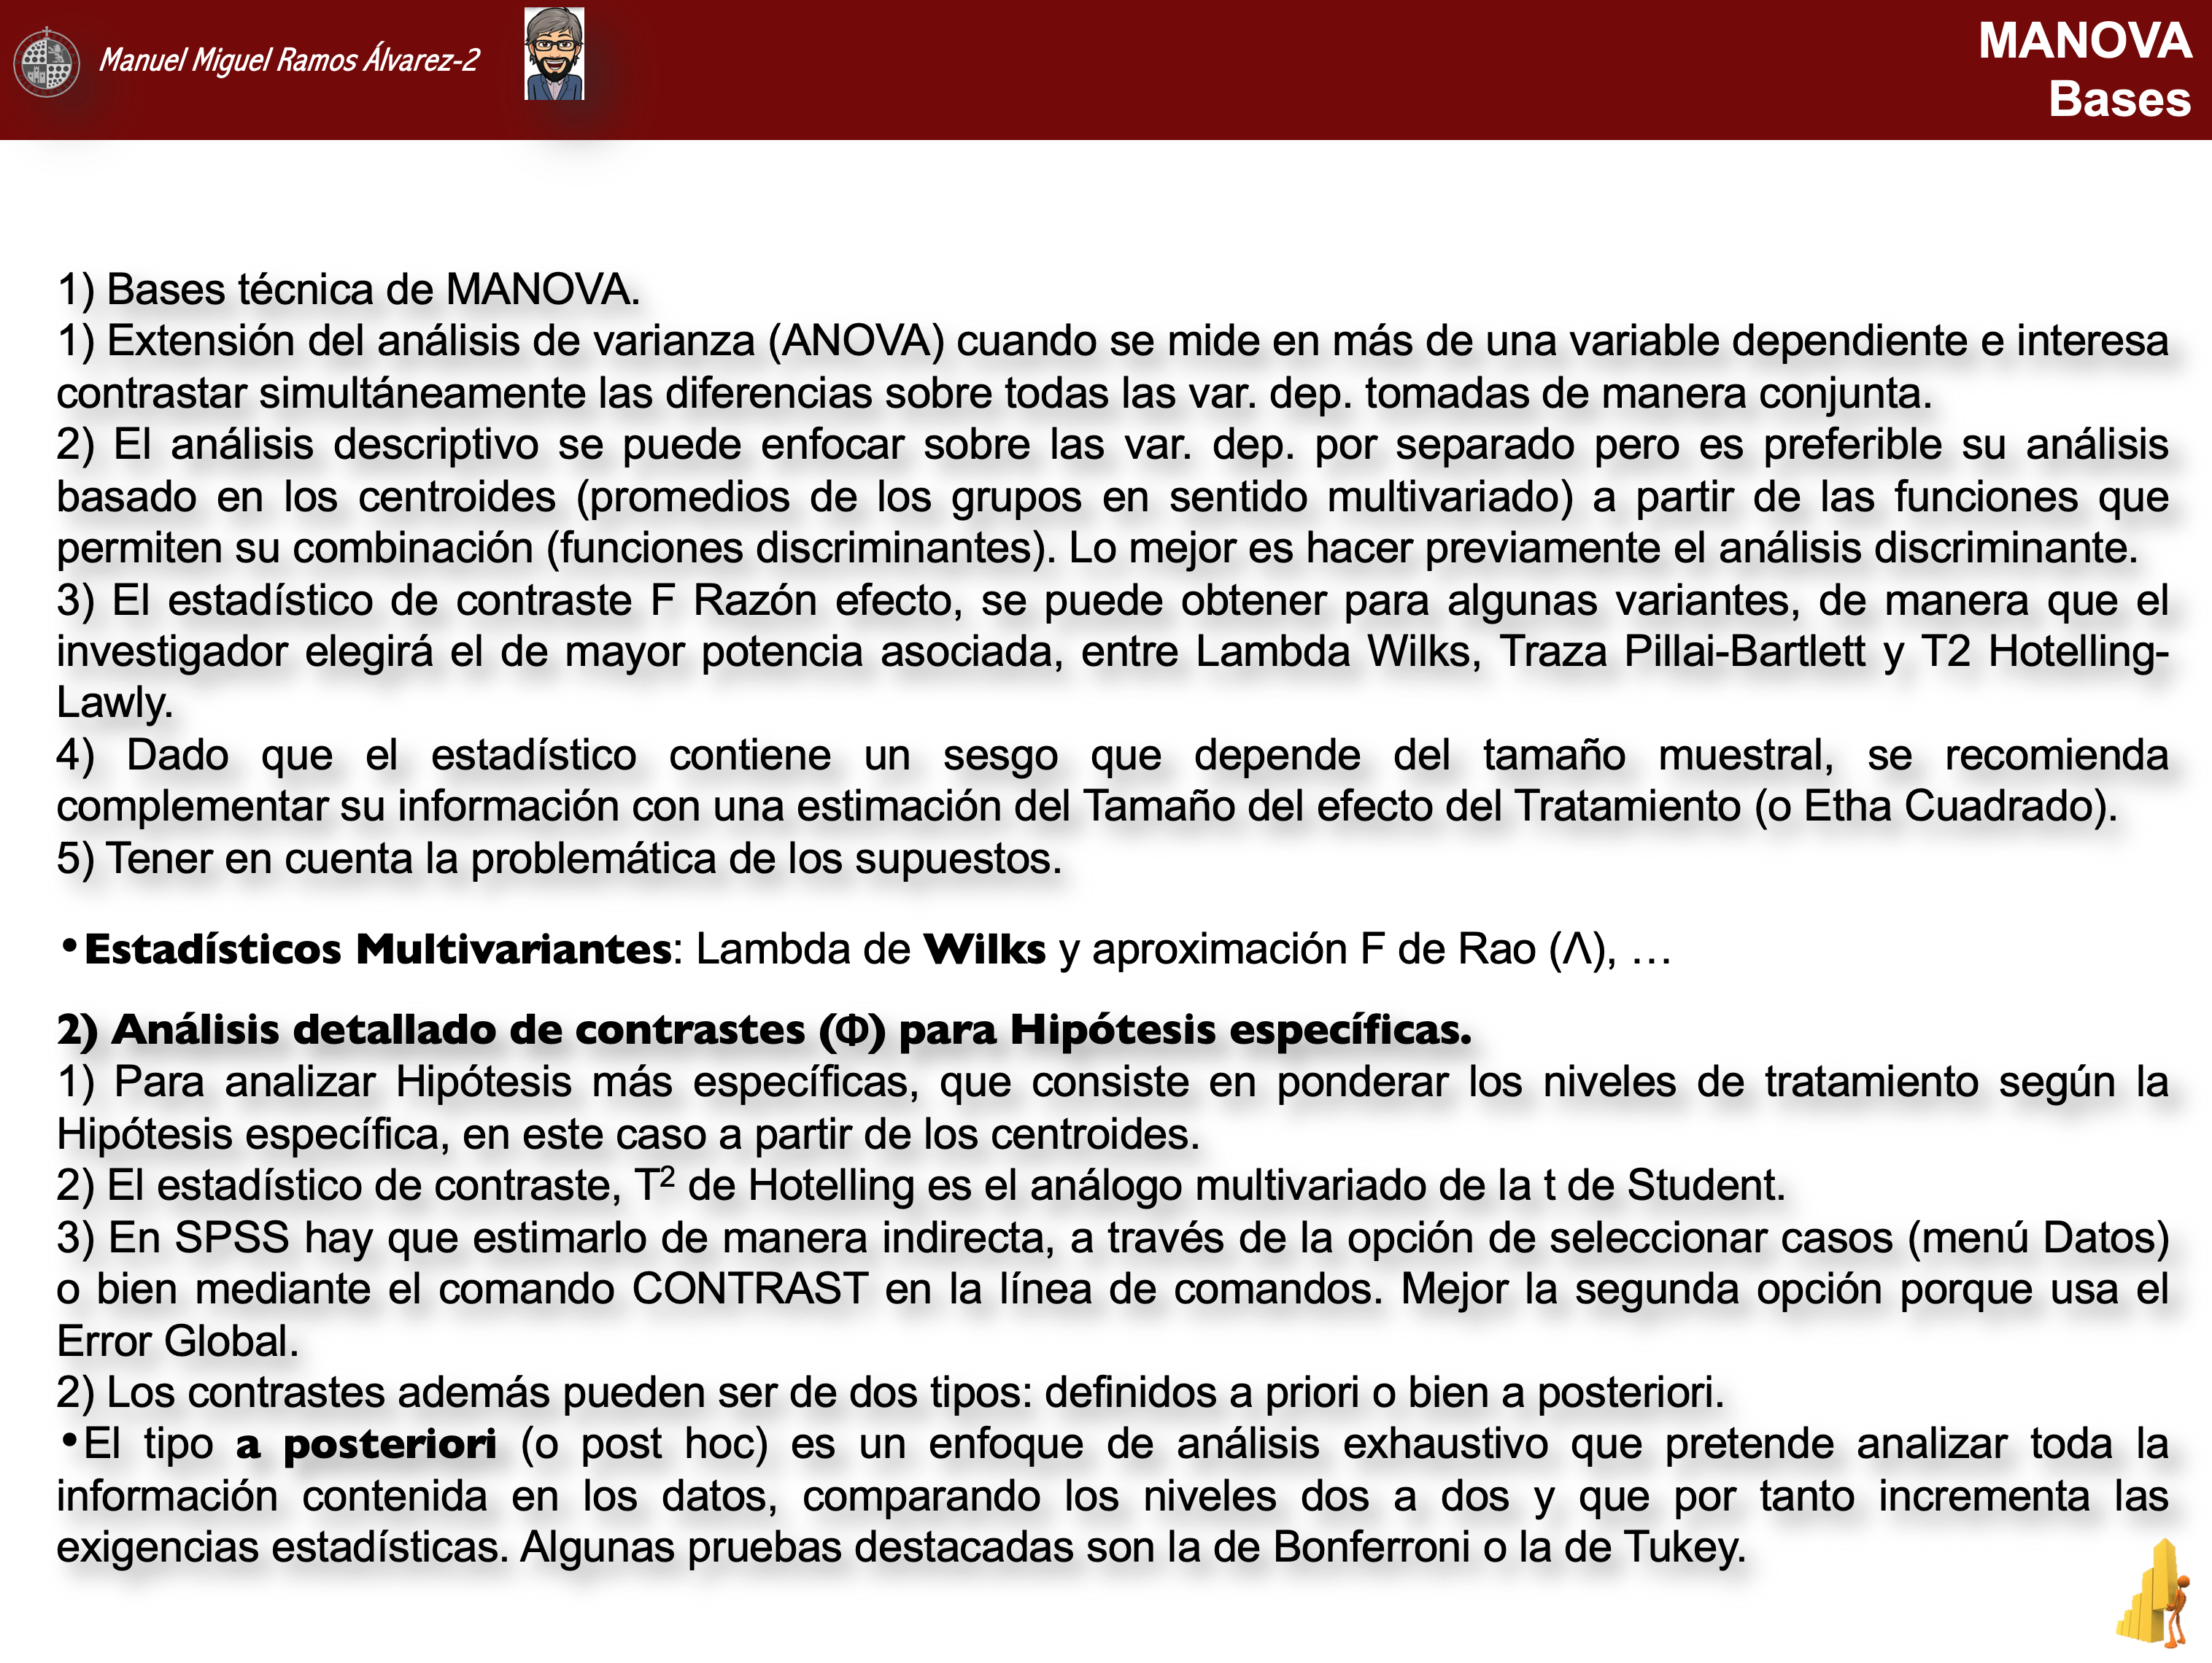 Manuel Miguel Ramos Álvarez-2
MANOVA
Bases
1) Bases técnica de MANOVA.
1) Extensión del análisis de varianza (ANOVA) cuando se mide en más de una variable dependiente e interesa
contrastar simultáneamente las diferencias sobre todas las var. dep. tomadas de manera conjunta.
2) El análisis descriptivo se puede enfocar sobre las var. dep. por separado pero es preferible su análisis
basado en los centroides (promedios de los grupos en sentido multivariado) a partir de las funciones que
permiten su combinación (funciones discriminantes). Lo mejor es hacer previamente el análisis discriminante.
3) El estadístico de contraste F Razón efecto, se puede obtener para algunas variantes, de manera que el
investigador elegirá el de mayor potencia asociada, entre Lambda Wilks, Traza Pillai-Bartlett y T2 Hotelling-
Lawly.
4) Dado que el estadístico contiene un sesgo que depende del tamaño muestral, se recomienda
complementar su información con una estimación del Tamaño del efecto del Tratamiento (o Etha Cuadrado).
5) Tener en cuenta la problemática de los supuestos.
•Estadísticos Multivariantes: Lambda de Wilks y aproximación F de Rao (Λ), …
2) Análisis detallado de contrastes (Φ) para Hipótesis específicas.
1) Para analizar Hipótesis más específicas, que consiste en ponderar los niveles de tratamiento según la
Hipótesis específica, en este caso a partir de los centroides.
2) El estadístico de contraste, T² de Hotelling es el análogo multivariado de la t de Student.
3) En SPSS hay que estimarlo de manera indirecta, a través de la opción de seleccionar casos (menú Datos)
o bien mediante el comando CONTRAST en la línea de comandos. Mejor la segunda opción porque usa el
Error Global.
2) Los contrastes además pueden ser de dos tipos: definidos a priori o bien a posteriori.
•El tipo a posteriori (o post hoc) es un enfoque de análisis exhaustivo que pretende analizar toda la
información contenida en los datos, comparando los niveles dos a dos y que por tanto incrementa las
exigencias estadísticas. Algunas pruebas destacadas son la de Bonferroni o la de Tukey.